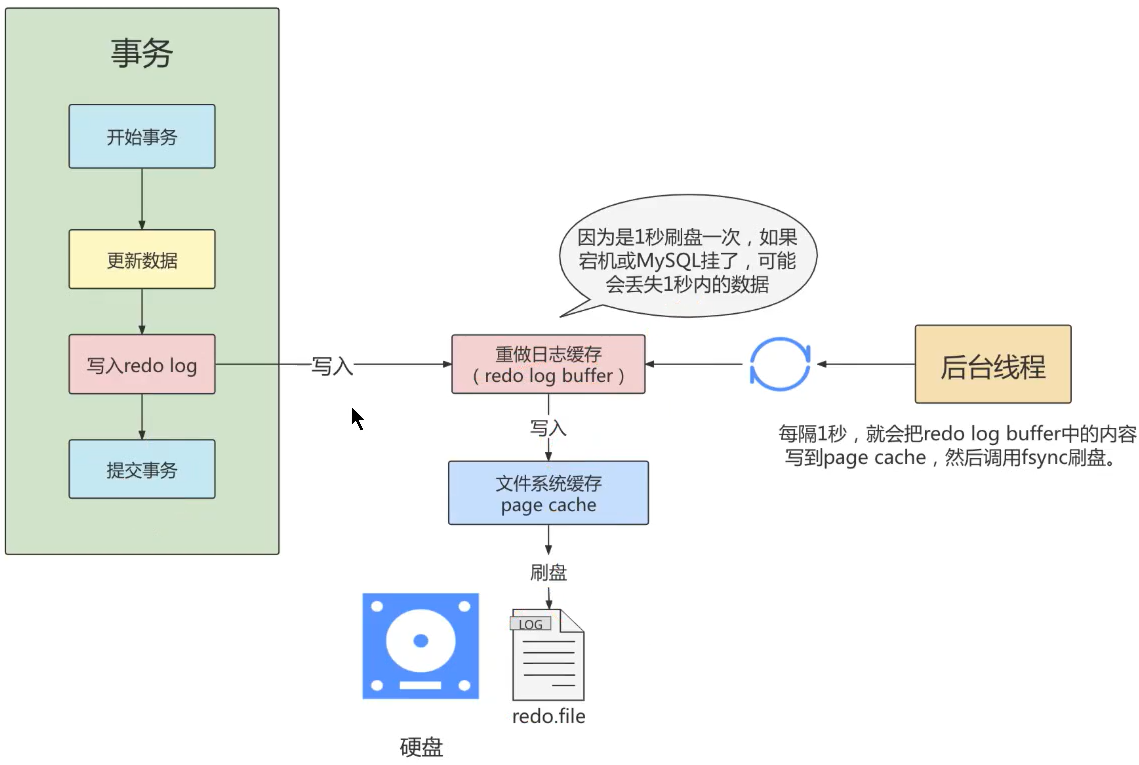 事务
开始事务
更新数据
写入redo log
提交事务
写入
因为是1秒刷盘一次，如果
宕机或MySQL挂了，可能
会丢失1秒内的数据
重做日志缓存
（ redo log buffer ）
后台线程
每隔1秒，就会把redo log buffer中的内容
写到page cache，然后调用fsync刷盘。
写入
文件系统缓存
page cache
刷盘
LOG
redo.file
硬盘